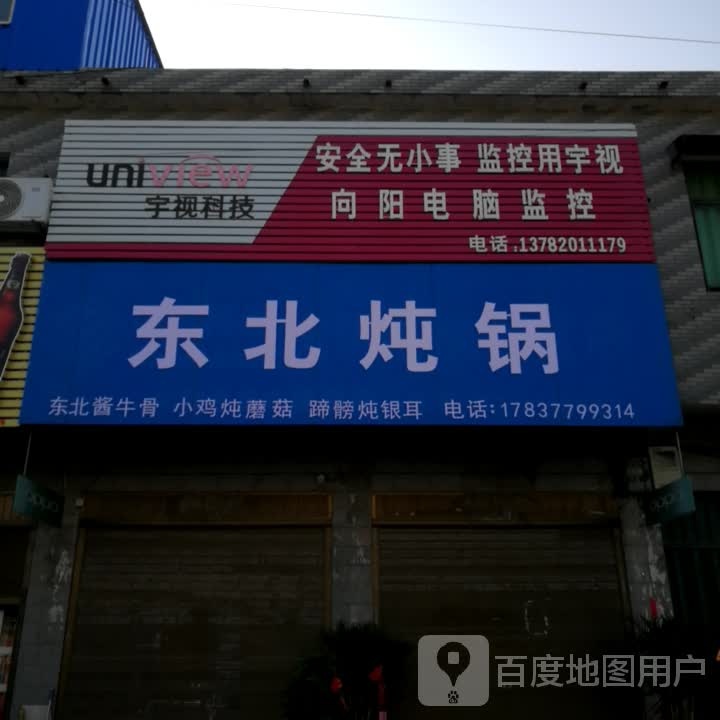 uniview
宇视科技
安全无小事 监控用宇视
向阳电脑监控
电话:13782011179
东北炖锅
东北酱牛骨 小鸡炖蘑菇 蹄髈炖银耳 电话:17837799314
oppo
oppo
百度地图用户